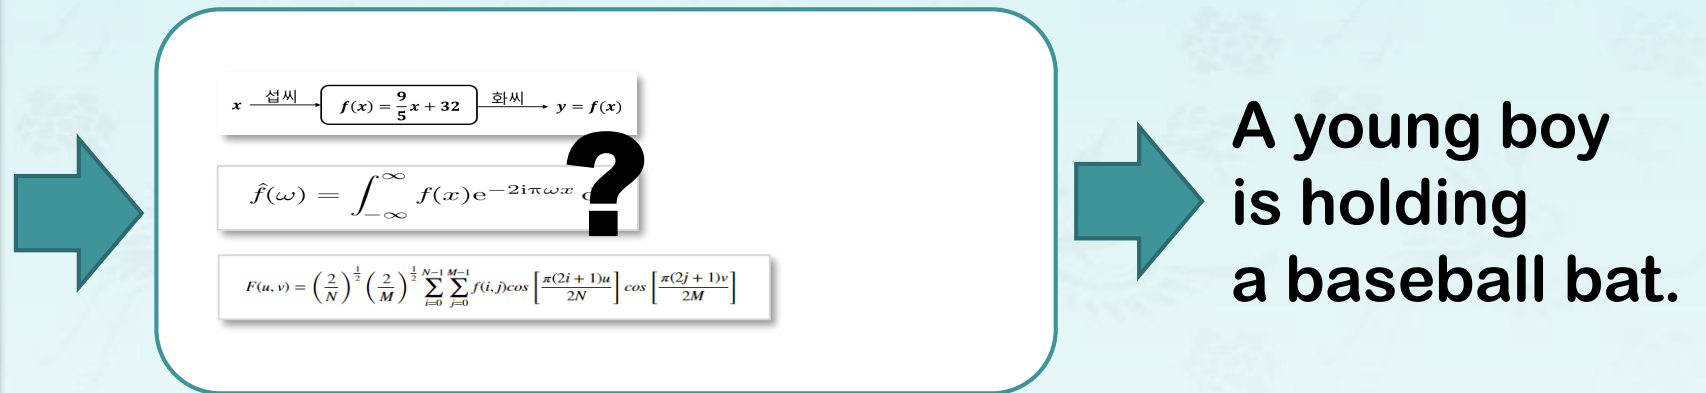 x 섭씨 f(x) = 9/5 x + 32 화씨 y = f(x)
f̂(ω) = ∫_{-∞}^{∞} f(x)e^{−2iπωx}
?
F(u, v) = (2/N)^{1/2} (2/M)^{1/2} Σ_{i=0}^{N−1} Σ_{j=0}^{M−1} f(i, j)cos [π(2i + 1)u / 2N] cos [π(2j + 1)v / 2M]
A young boy
is holding
a baseball bat.